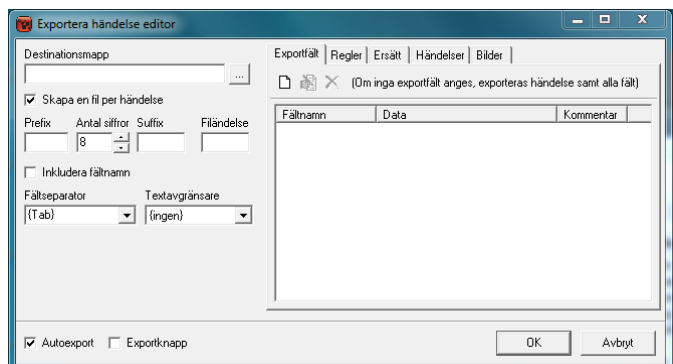 Exportera händelse editor
Destinationsmapp
...
Skapa en fil per händelse
Prefix Antal siffror Suffix Filändelse
8
Inkludera fältnamn
Fältseparator Textavgränsare
{Tab} {ingen}
Exportfält Regler Ersätt Händelser Bilder
(Om inga exportfält anges, exporteras händelse samt alla fält)
Fältnamn Data Kommentar
Autoexport Exportknapp
OK Avbryt